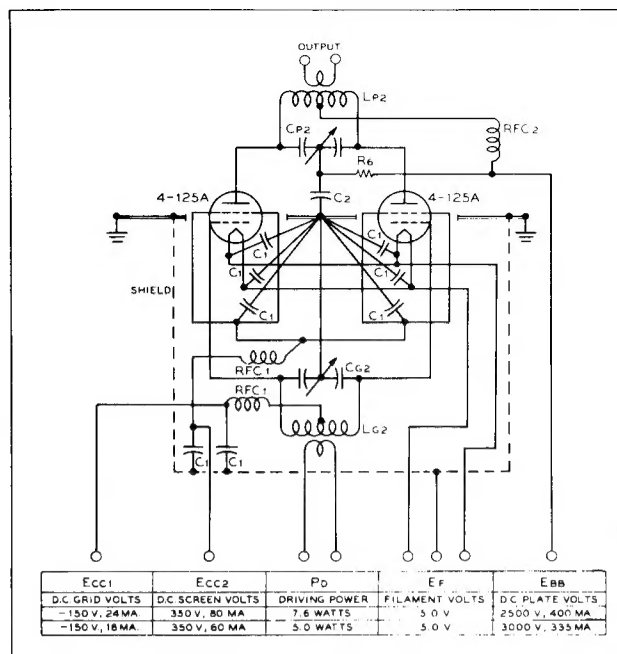 OUTPUT
LP2
CP2
RFC2
R6
4-125A
C2
4-125A
C1
C1
C1
C1
SHIELD
C1
C1
RFC1
CG2
RFC1
LG2
C1
C1
ECC1 ECC2 PD EF EBB
D.C. GRID VOLTS D.C. SCREEN VOLTS DRIVING POWER FILAMENT VOLTS D.C. PLATE VOLTS
-150 V, 24 MA. 350 V, 80 MA 7.6 WATTS 5.0 V 2500 V, 400 MA
-150 V, 18 MA. 350 V, 60 MA 5.0 WATTS 5.0 V 3000 V, 335 MA